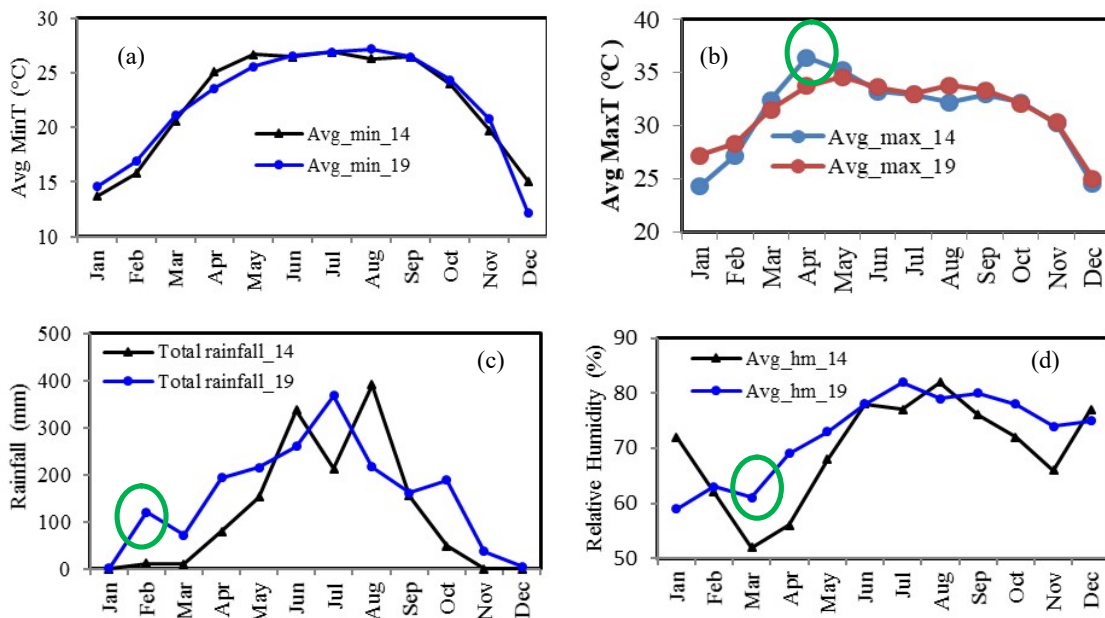 (a)
Avg MinT (°C)
30
25
20
15
10
Avg_min_14
Avg_min_19
Jan Feb Mar Apr May Jun Jul Aug Sep Oct Nov Dec
(b)
Avg MaxT (°C)
40
35
30
25
20
Avg_max_14
Avg_max_19
Jan Feb Mar Apr May Jun Jul Aug Sep Oct Nov Dec
(c)
Rainfall (mm)
500
400
300
200
100
0
Total rainfall_14
Total rainfall_19
Jan Feb Mar Apr May Jun Jul Aug Sep Oct Nov Dec
(d)
Relative Humidity (%)
90
80
70
60
50
Avg_hm_14
Avg_hm_19
Jan Feb Mar Apr May Jun Jul Aug Sep Oct Nov Dec